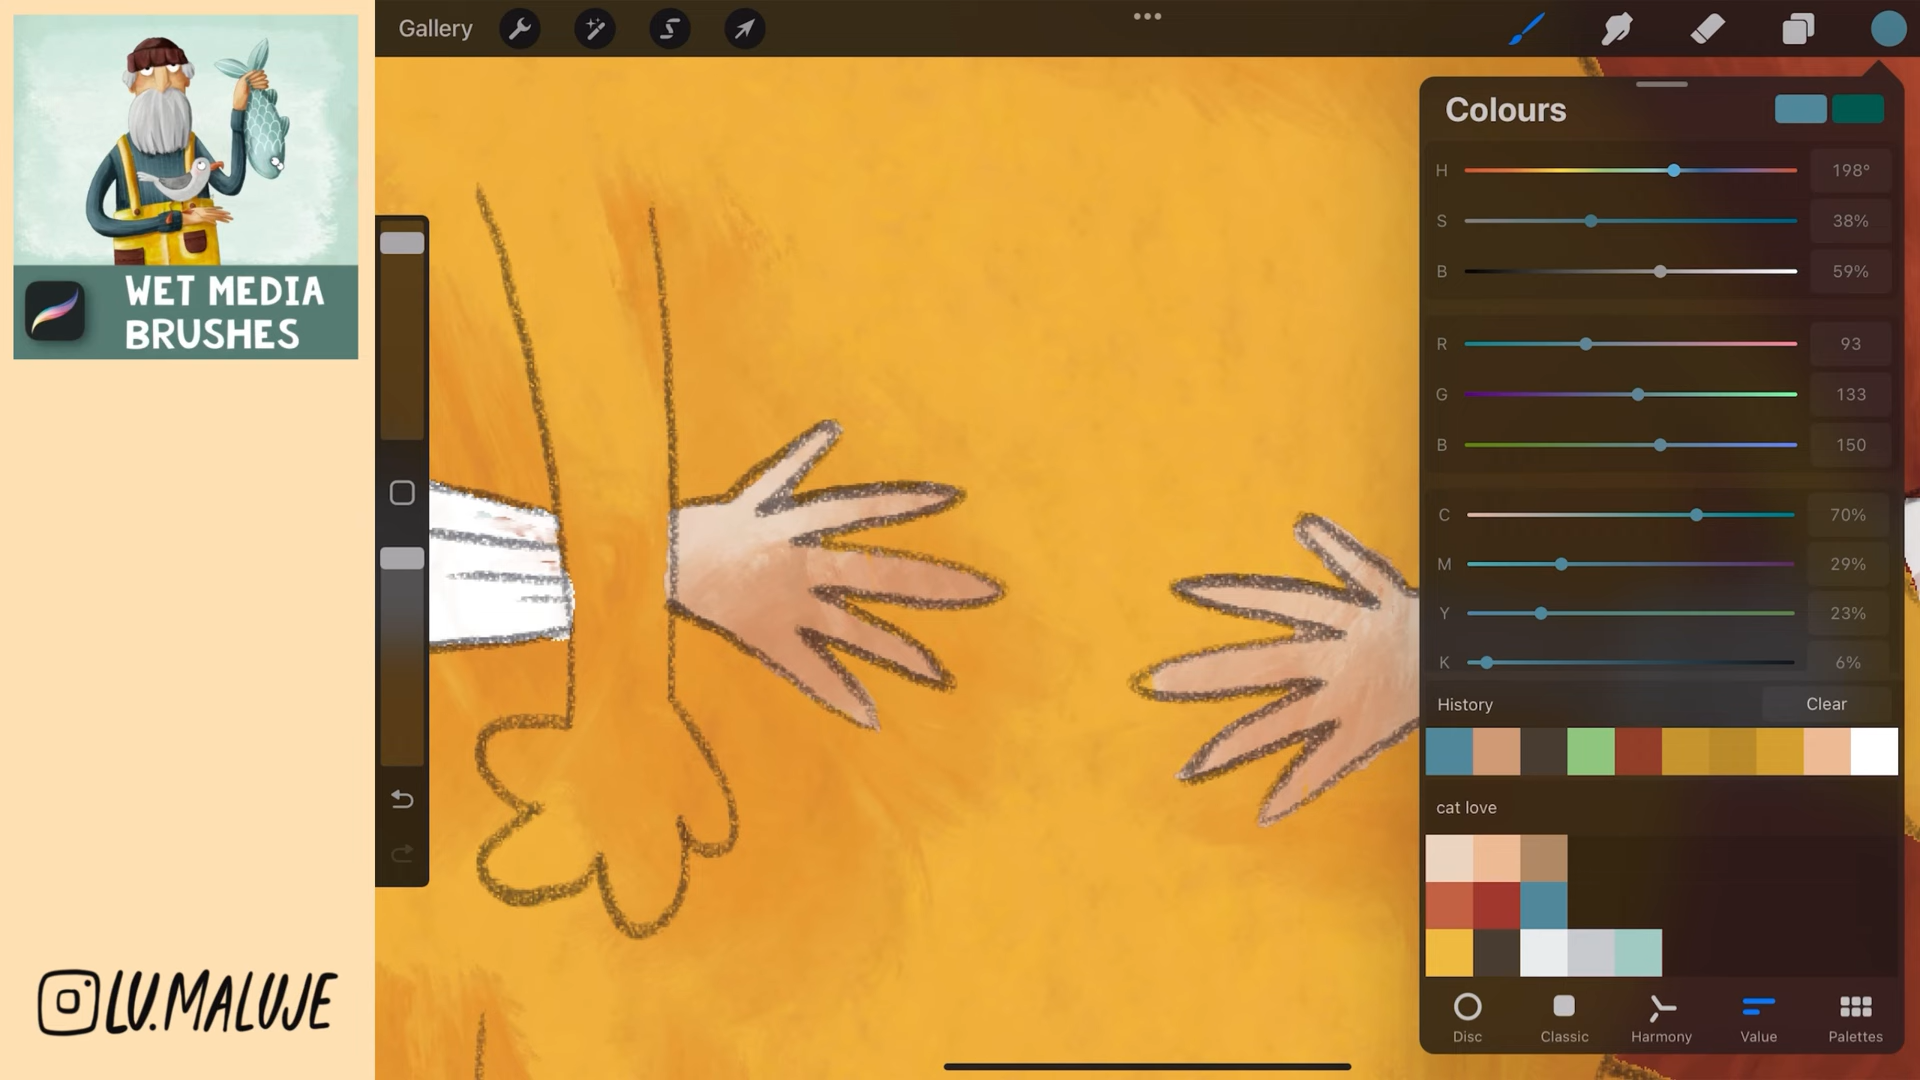 WET MEDIA
BRUSHES
LU.MALUJE
Gallery
Colours
H 198°
S 38%
B 59%
R 93
G 133
B 150
C 70%
M 29%
Y 23%
K 6%
History Clear
cat love
Disc Classic Harmony Value Palettes